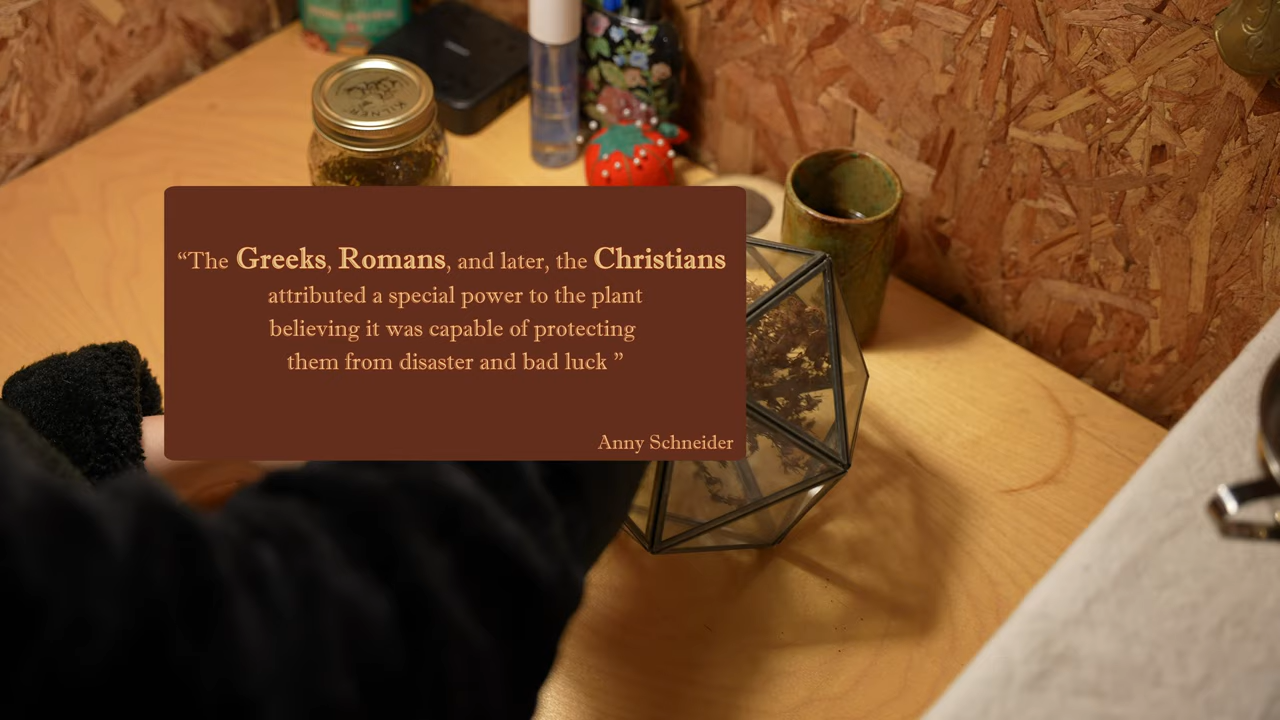 KILNER
“The Greeks, Romans, and later, the Christians
attributed a special power to the plant
believing it was capable of protecting
them from disaster and bad luck ”
Anny Schneider